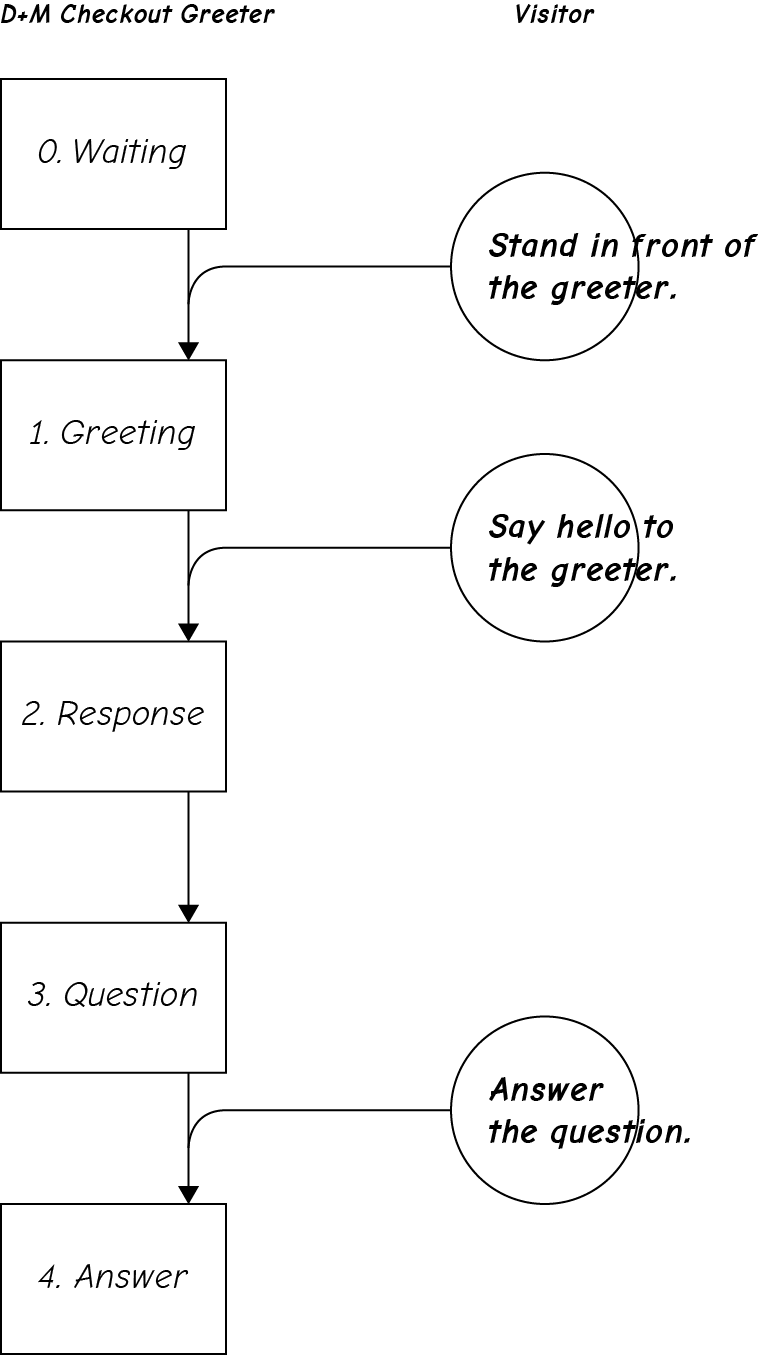 D+M Checkout Greeter
Visitor
0. Waiting
Stand in front of
the greeter.
1. Greeting
Say hello to
the greeter.
2. Response
3. Question
Answer
the question.
4. Answer